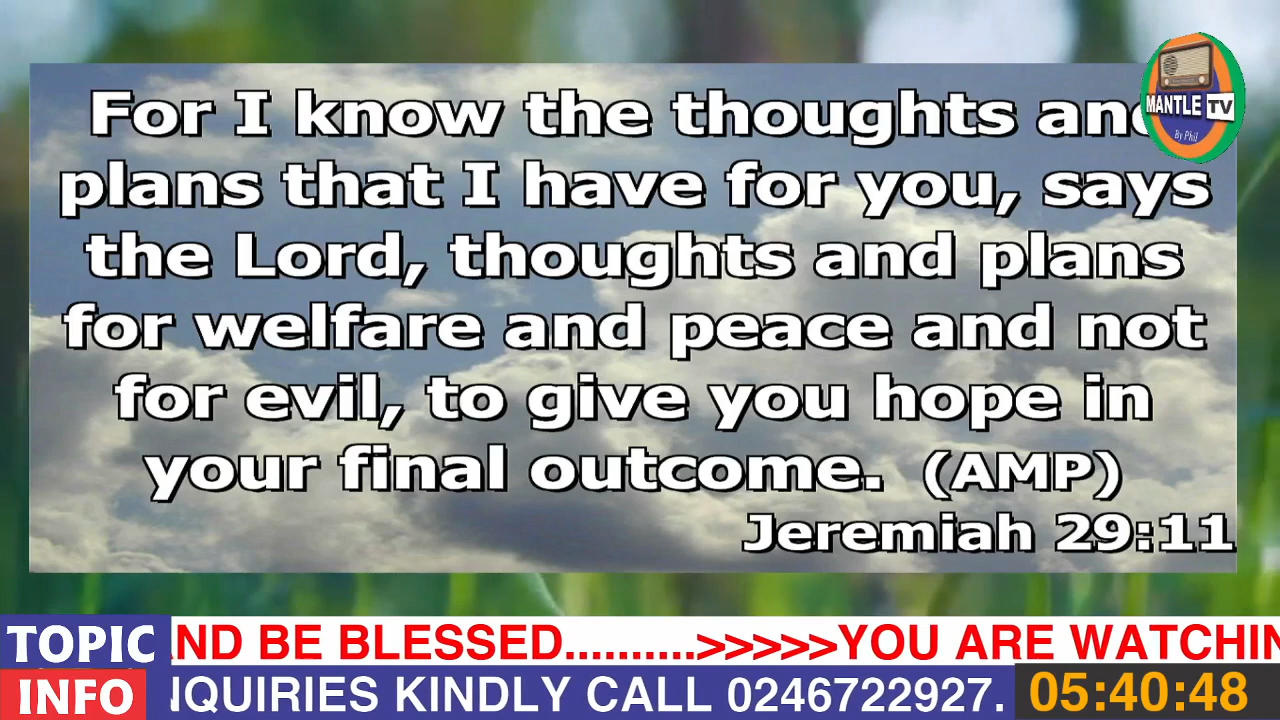 For I know the thoughts and
plans that I have for you, says
the Lord, thoughts and plans
for welfare and peace and not
for evil, to give you hope in
your final outcome. (AMP)
Jeremiah 29:11
MANTLE TV
By Phil
TOPIC
ND BE BLESSED..........>>>>>YOU ARE WATCHIN
INFO
NQUIRIES KINDLY CALL 0246722927.
05:40:48